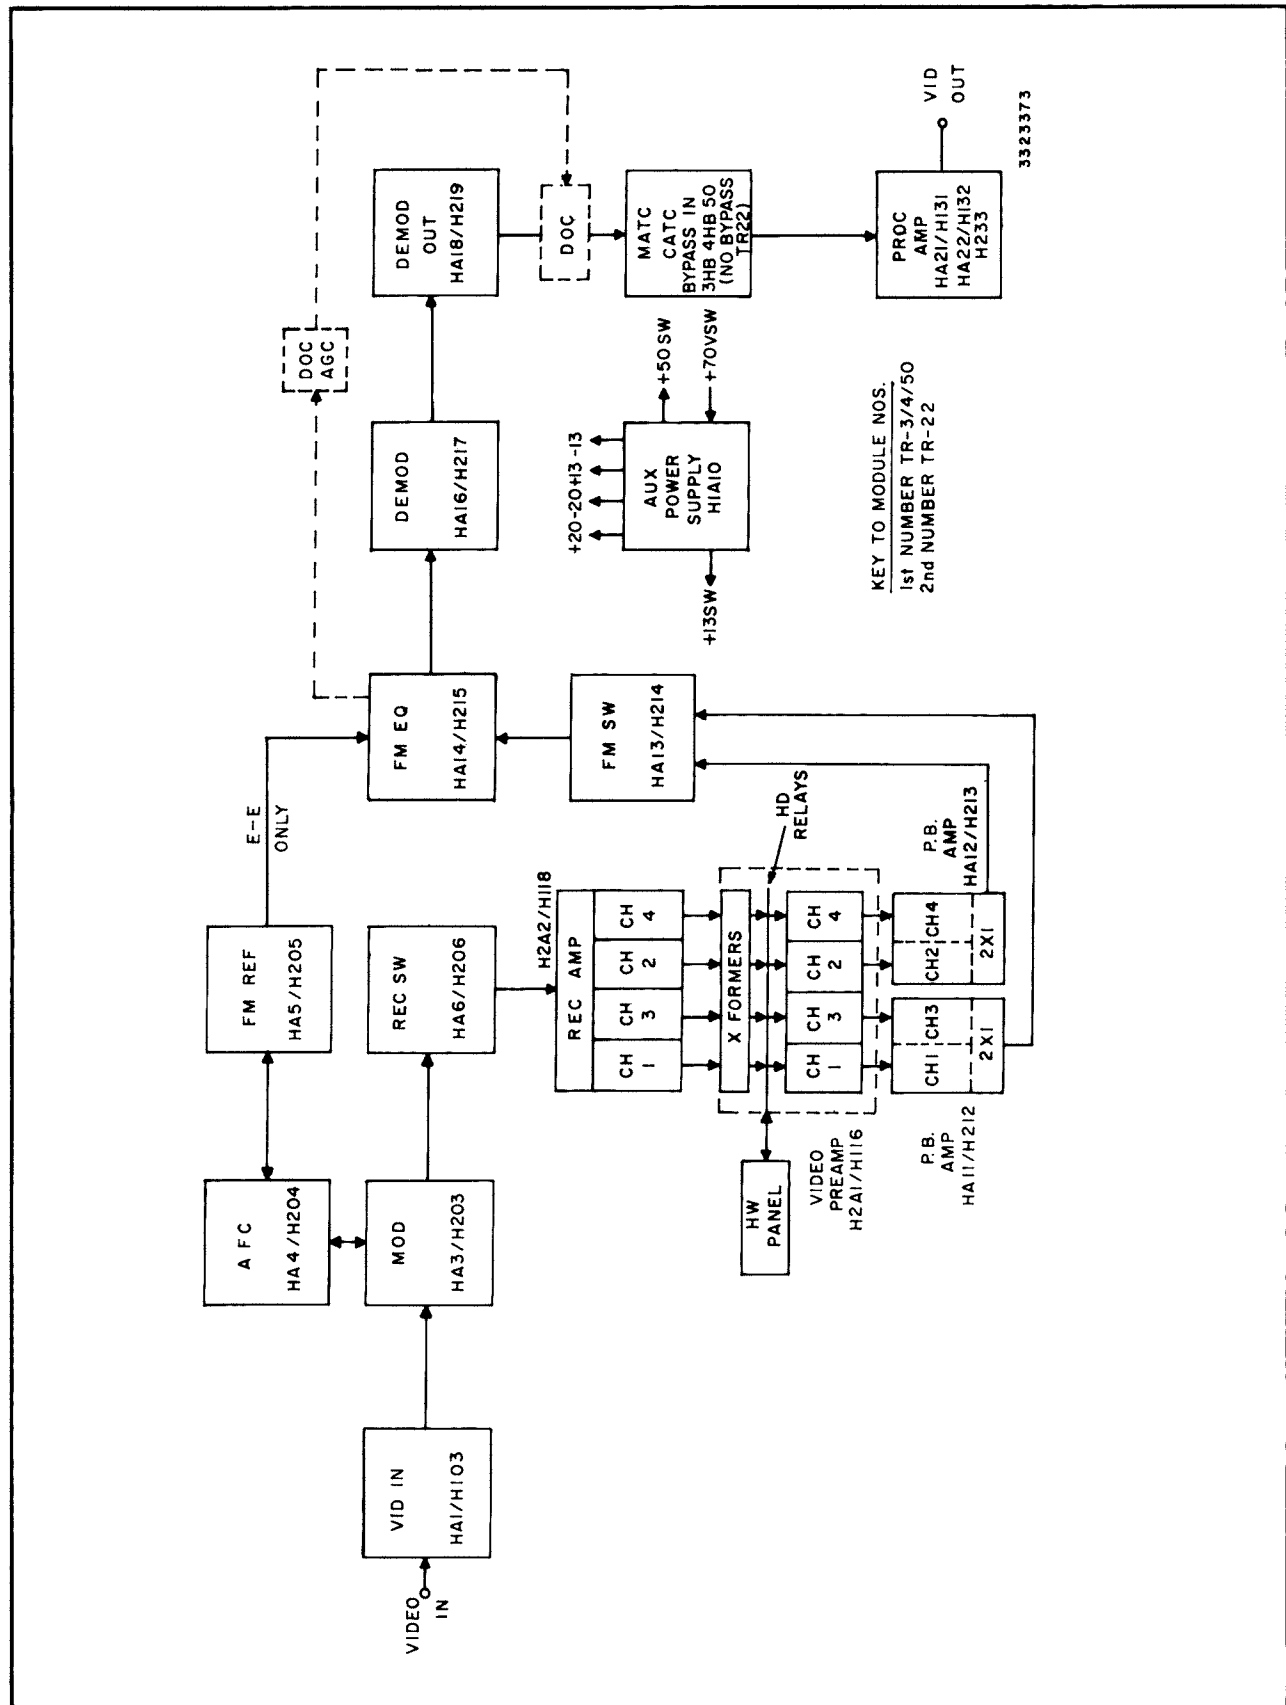 VIDEO
IN
VID IN
HA1/H103
A F C
HA4/H204
MOD
HA3/H203
FM REF
HA5/H205
REC SW
HA6/H206
E-E
ONLY
H2A2/H118
REC AMP
CH
1
CH
3
CH
2
CH
4
X FORMERS
HD
RELAYS
HW
PANEL
CH
1
CH
3
CH
2
CH
4
VIDEO
PREAMP
H2A1/H116
CH1
CH3
2X1
P.B.
AMP
HA11/H212
CH2
CH4
2X1
P.B.
AMP
HA12/H213
FM EQ
HA14/H215
FM SW
HA13/H214
DOC
AGC
DEMOD
HA16/H217
DEMOD
OUT
HA18/H219
DOC
MATC
CATC
BYPASS IN
3HB 4HB 50
(NO BYPASS
TR22)
+20-20+13-13
+50SW
+70VSW
+13SW
AUX
POWER
SUPPLY
H1A10
PROC
AMP
HA21/H131
HA22/H132
H233
VID
OUT
KEY TO MODULE NOS.
1st NUMBER TR-3/4/50
2nd NUMBER TR-22
3323373